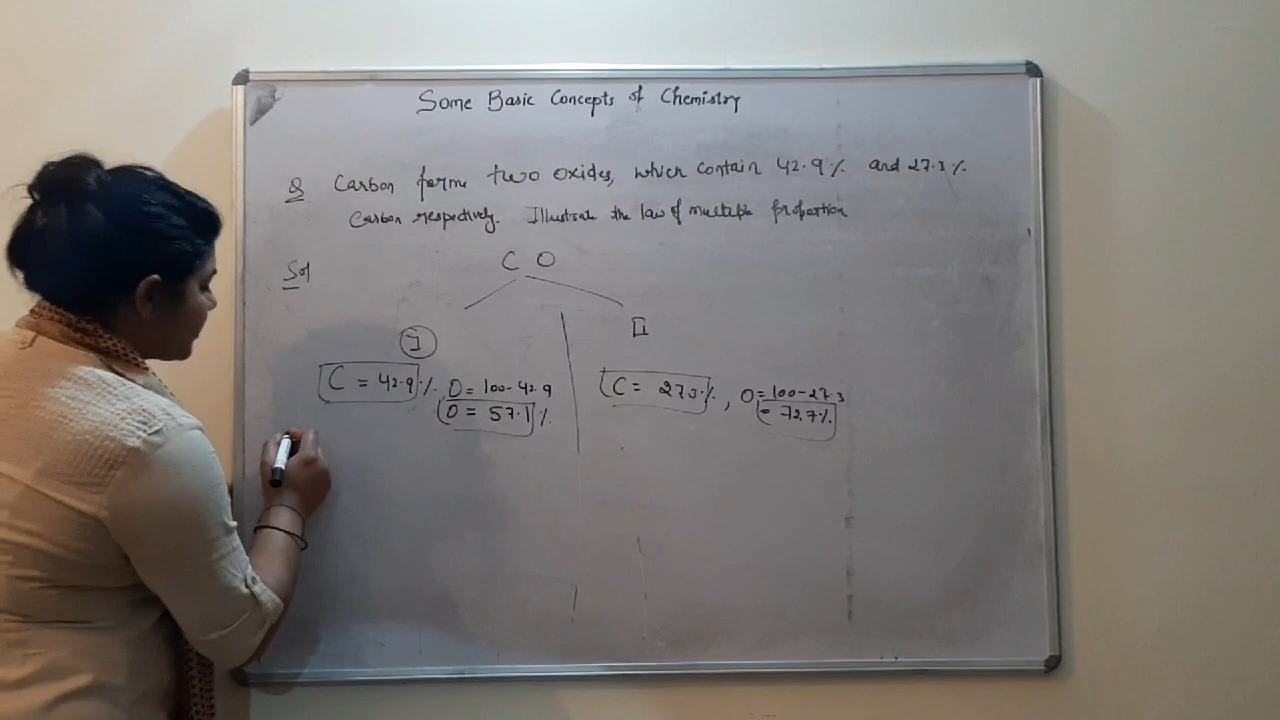 Some Basic Concepts of Chemistry
Q Carbon forms two oxides, which contain 42.9% and 27.3%
Carbon respectively. Illustrate the law of multiple proportion
Sol
C O
I
II
C = 42.9%, O = 100-42.9
O = 57.1%
C = 27.3%, O = 100-27.3
= 72.7%